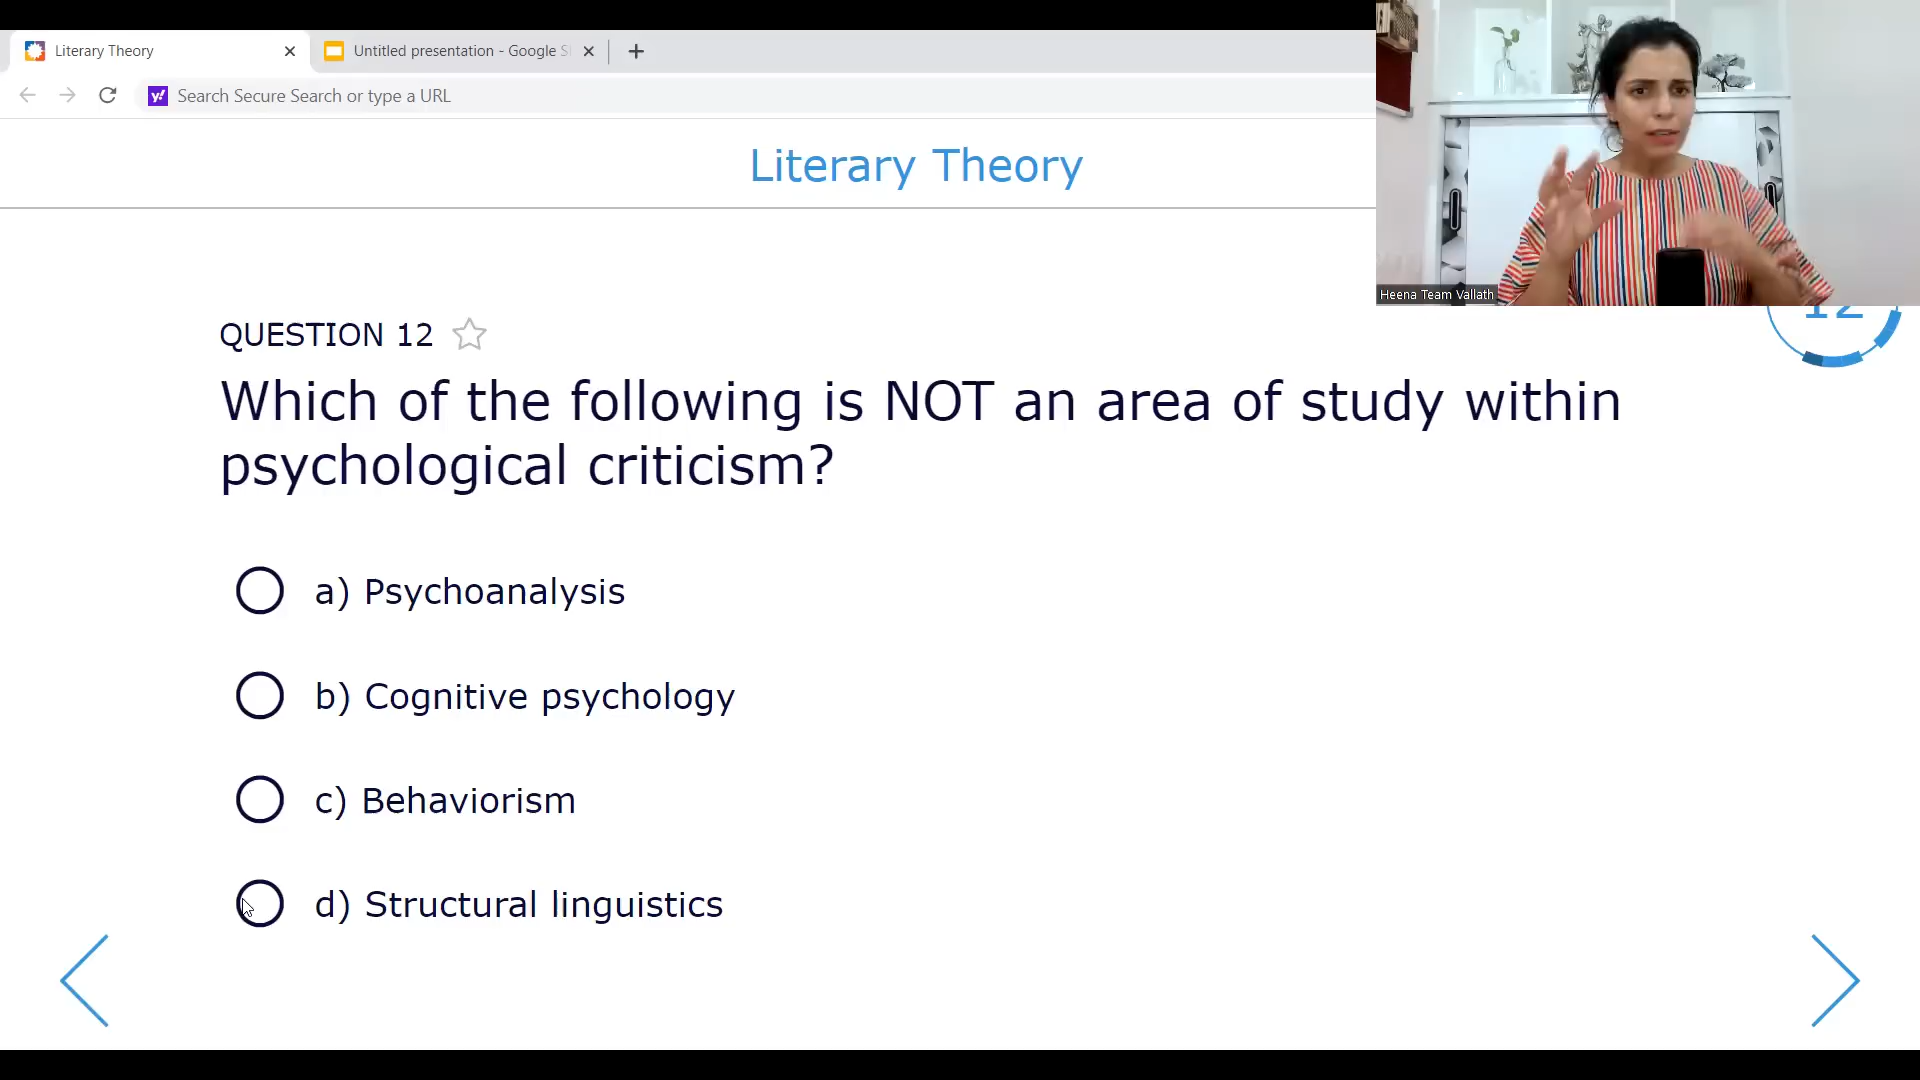 Literary Theory
Untitled presentation - Google S
Search Secure Search or type a URL
Literary Theory
Heena Team Vallath
12
QUESTION 12
Which of the following is NOT an area of study within
psychological criticism?
a) Psychoanalysis
b) Cognitive psychology
c) Behaviorism
d) Structural linguistics